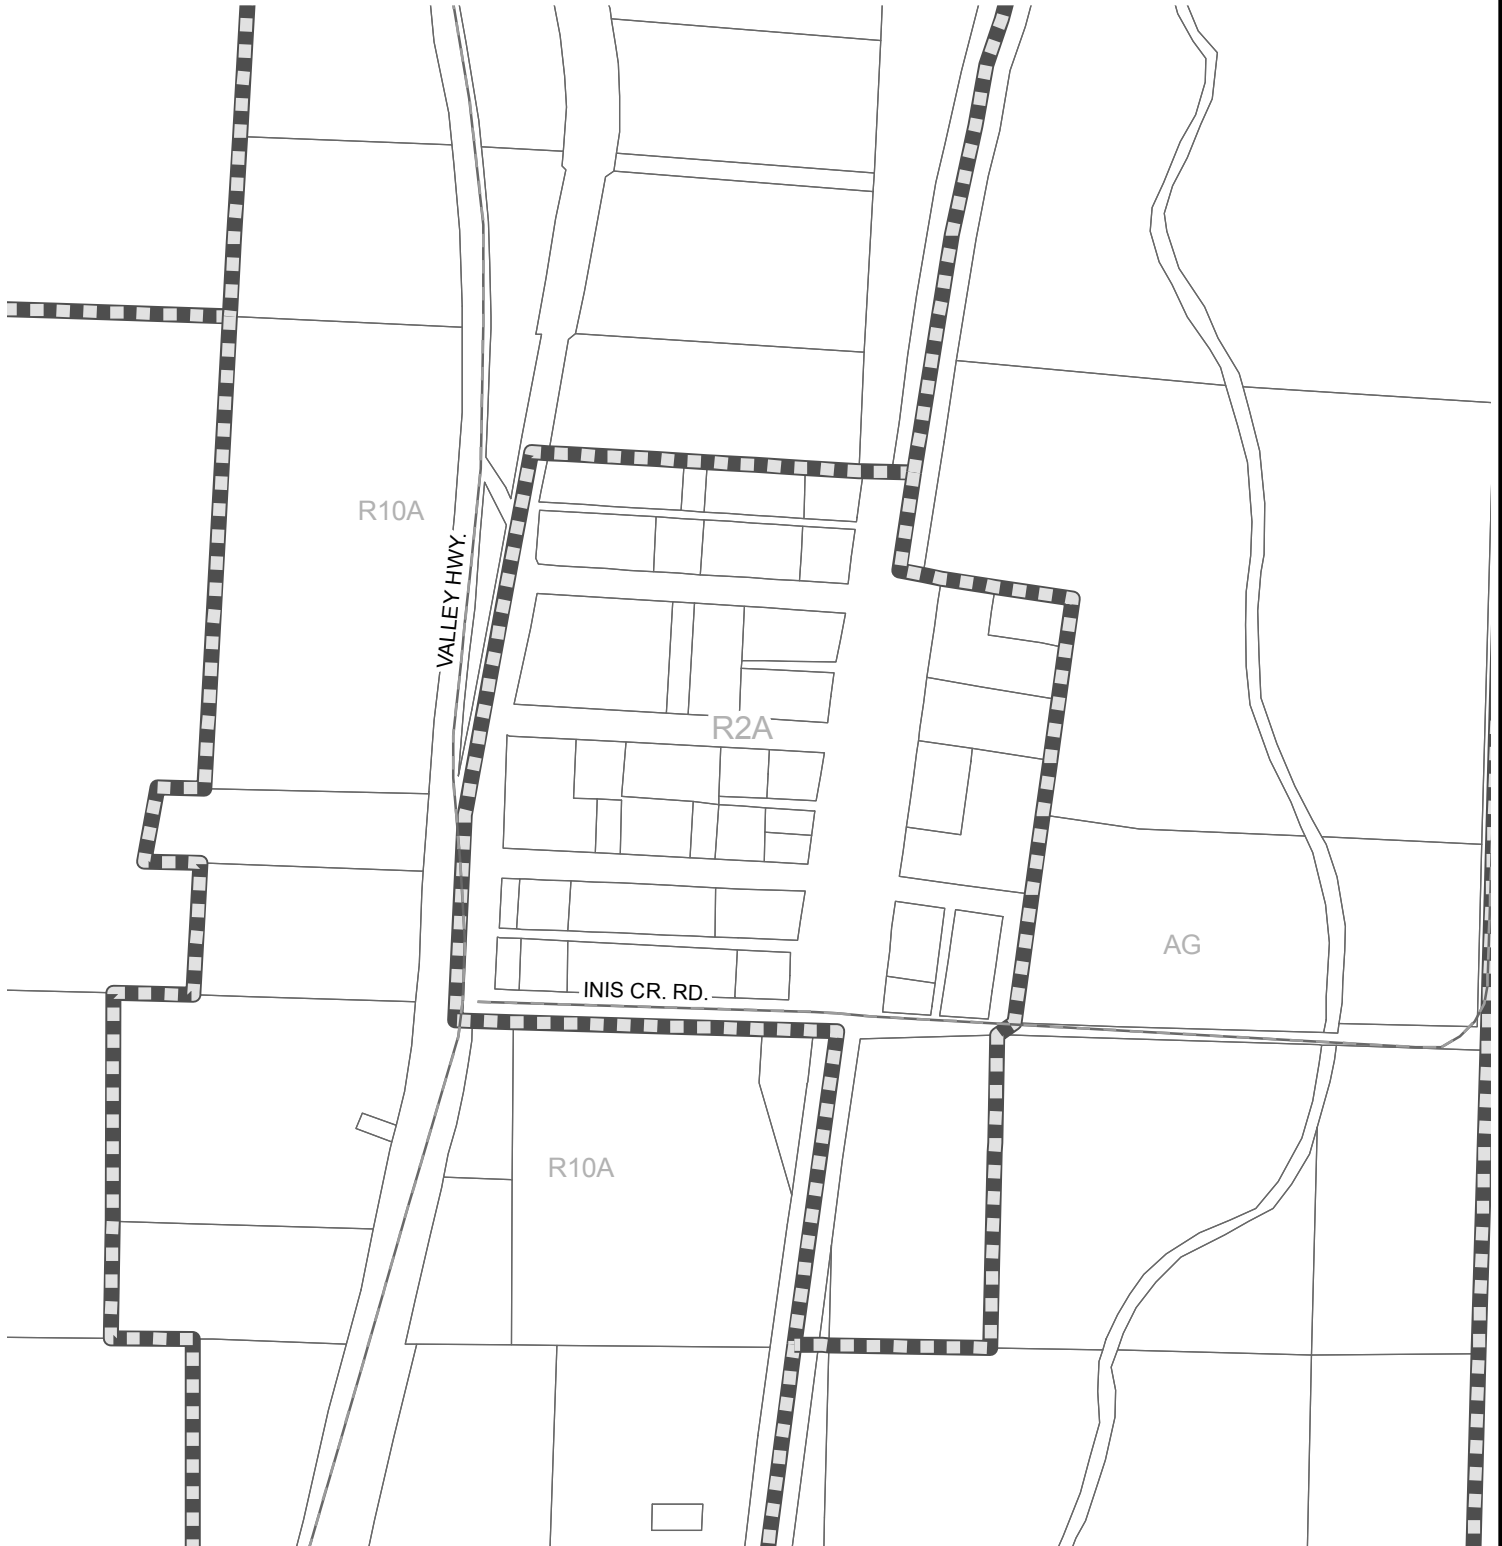 R10A
VALLEY HWY.
R2A
AG
INIS CR. RD.
R10A